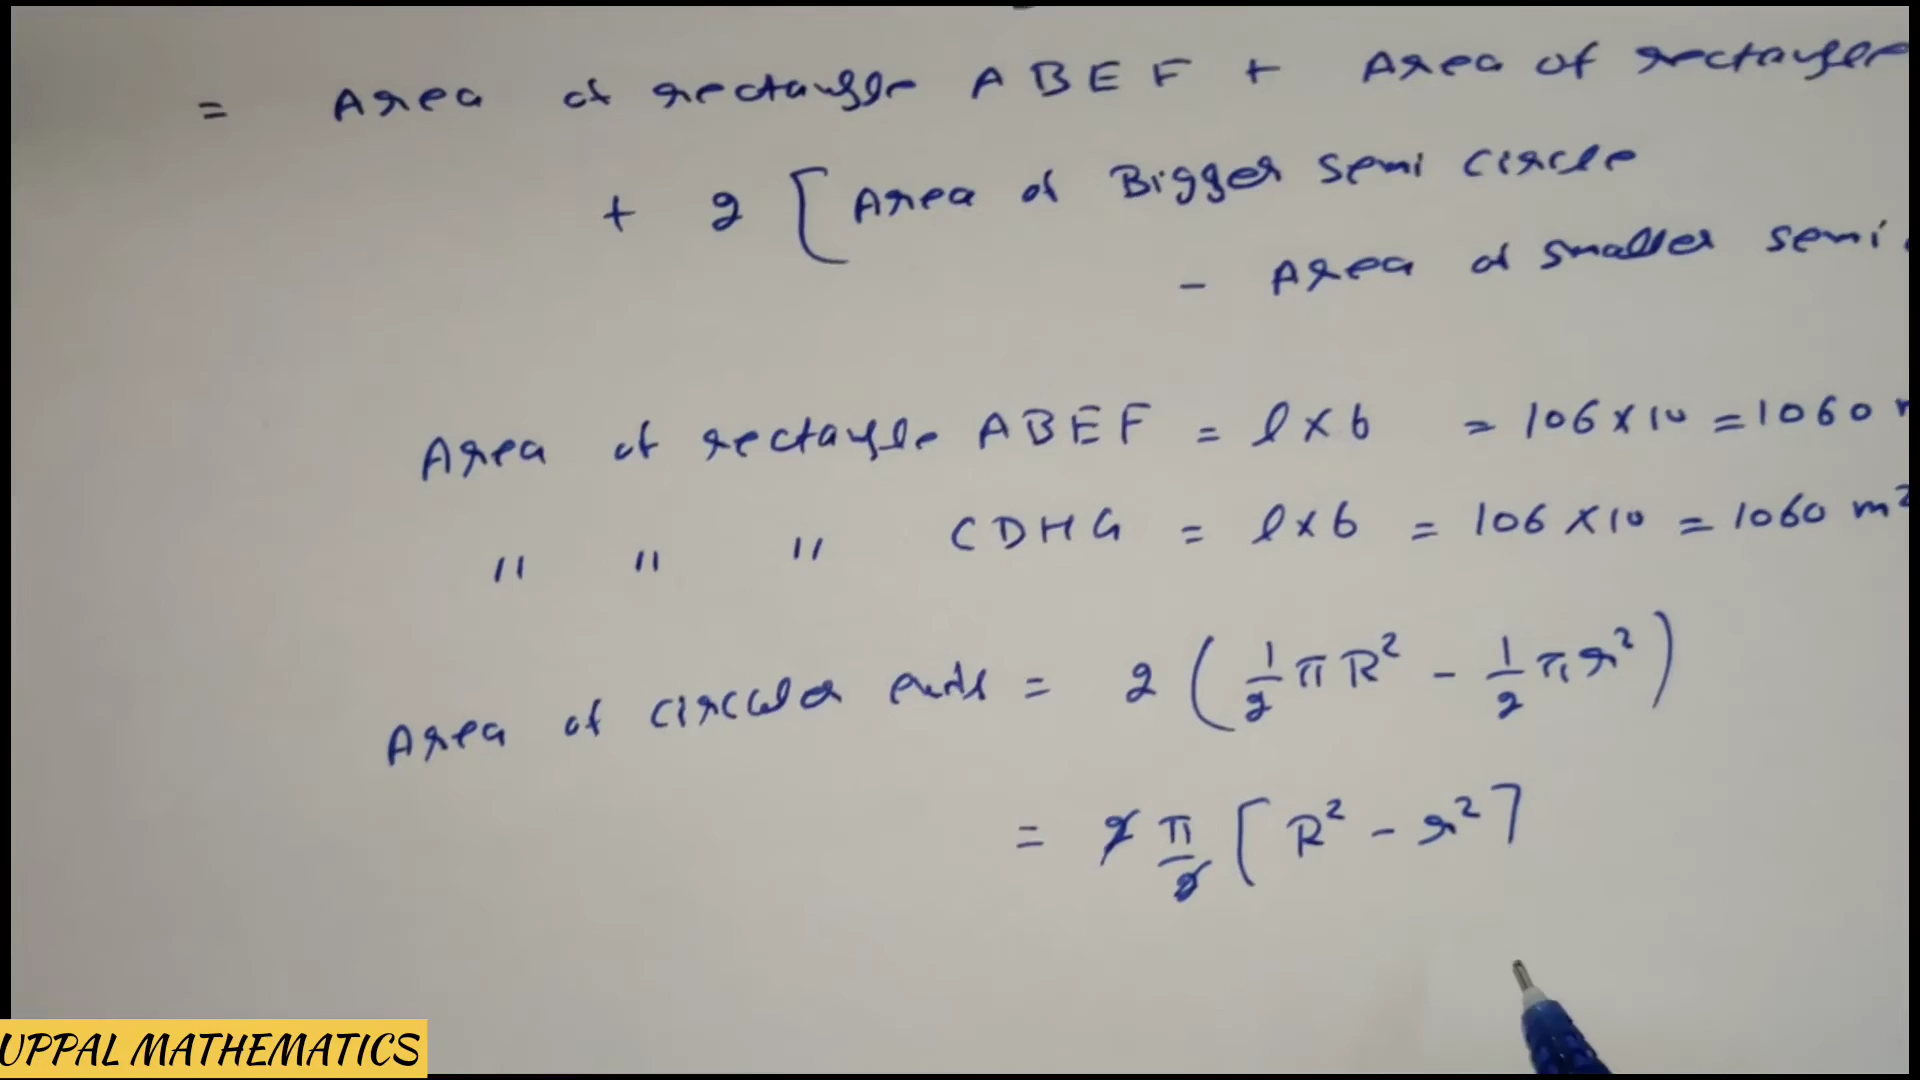 = Area of rectangle ABEF + Area of rectangle
+ 2 [ Area of Bigger semi circle
- Area of smaller semi
Area of rectangle ABEF = l × b = 106 × 10 = 1060
" " " CDHG = l × b = 106 × 10 = 1060 m²
Area of circular ends = 2 ( 1/2 π R² - 1/2 π r² )
= 2 π/2 [ R² - r² ]
UPPAL MATHEMATICS